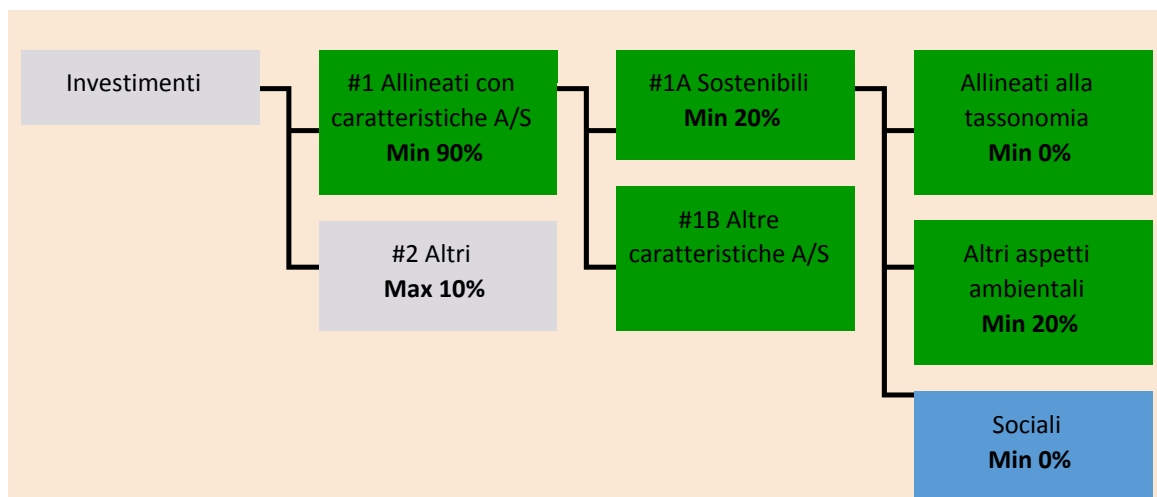 Investimenti
#1 Allineati con
caratteristiche A/S
Min 90%
#2 Altri
Max 10%
#1A Sostenibili
Min 20%
#1B Altre
caratteristiche A/S
Allineati alla
tassonomia
Min 0%
Altri aspetti
ambientali
Min 20%
Sociali
Min 0%